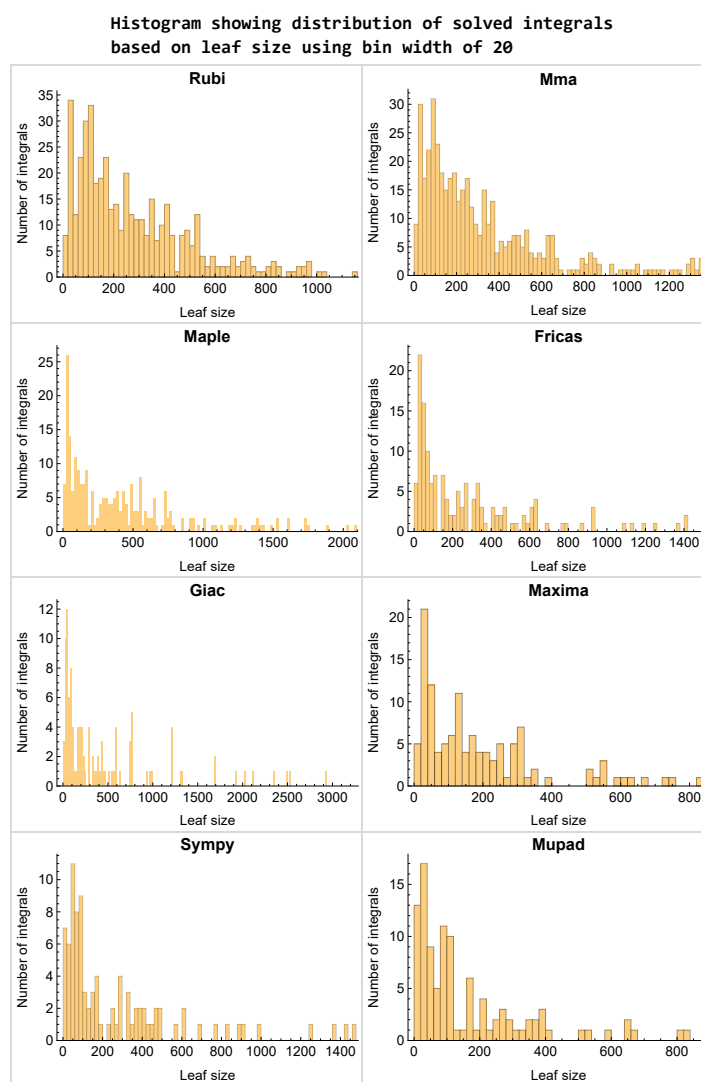 Histogram showing distribution of solved integrals
based on leaf size using bin width of 20
Rubi
Number of integrals
35
30
25
20
15
10
5
0
0 200 400 600 800 1000
Leaf size
Mma
Number of integrals
30
25
20
15
10
5
0
0 200 400 600 800 1000 1200
Leaf size
Maple
Number of integrals
25
20
15
10
5
0
0 500 1000 1500 2000
Leaf size
Fricas
Number of integrals
20
15
10
5
0
0 200 400 600 800 1000 1200 1400
Leaf size
Giac
Number of integrals
12
10
8
6
4
2
0
0 500 1000 1500 2000 2500 3000
Leaf size
Maxima
Number of integrals
20
15
10
5
0
0 200 400 600 800
Leaf size
Sympy
Number of integrals
10
8
6
4
2
0
0 200 400 600 800 1000 1200 1400
Leaf size
Mupad
Number of integrals
15
10
5
0
0 200 400 600 800
Leaf size